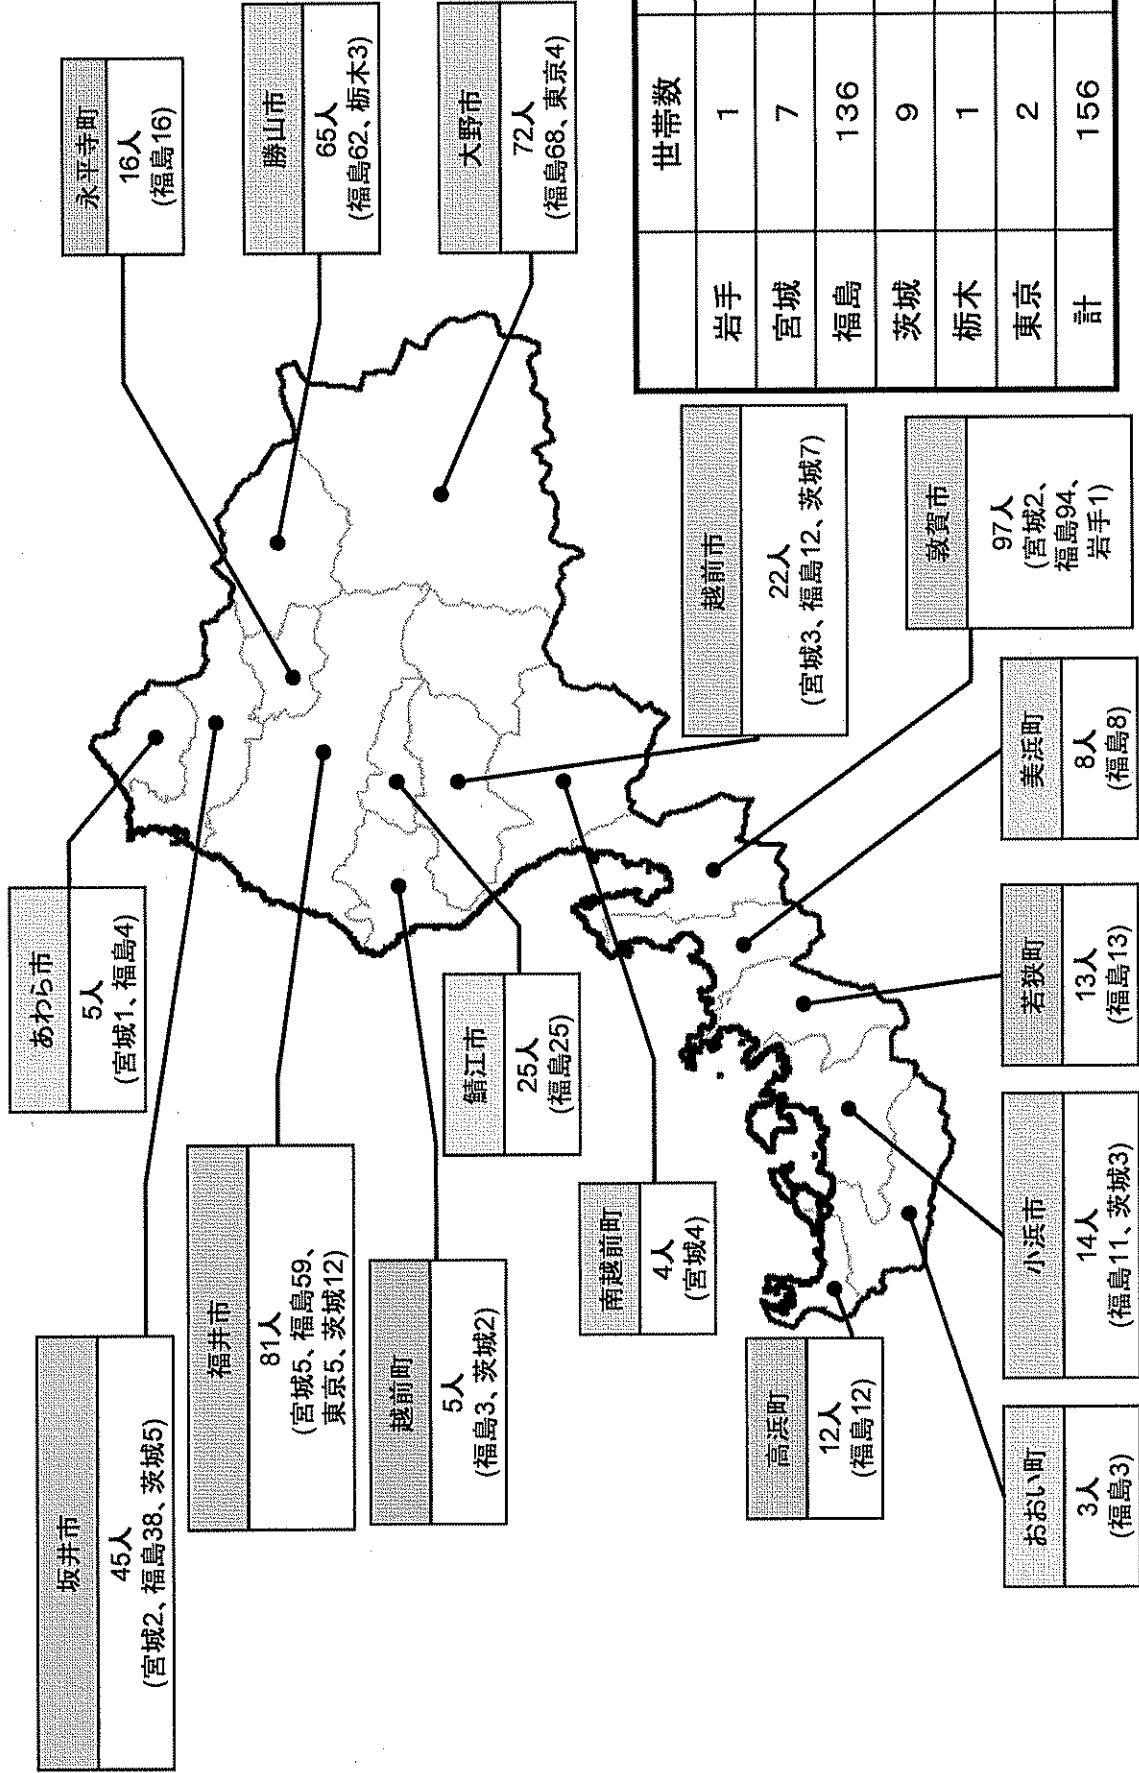 坂井市
45人
(宮城2、福島38、茨城5)
あわら市
5人
(宮城1、福島4)
永平寺町
16人
(福島16)
福井市
81人
(宮城5、福島59、
東京5、茨城12)
勝山市
65人
(福島62、栃木3)
越前町
5人
(福島3、茨城2)
鯖江市
25人
(福島25)
大野市
72人
(福島68、東京4)
南越前町
4人
(宮城4)
越前市
22人
(宮城3、福島12、茨城7)
高浜町
12人
(福島12)
敦賀市
97人
(宮城2、
福島94、
岩手1)
おおい町
3人
(福島3)
小浜市
14人
(福島11、茨城3)
若狭町
13人
(福島13)
美浜町
8人
(福島8)
世帯数
岩手 1
宮城 7
福島 136
茨城 9
栃木 1
東京 2
計 156